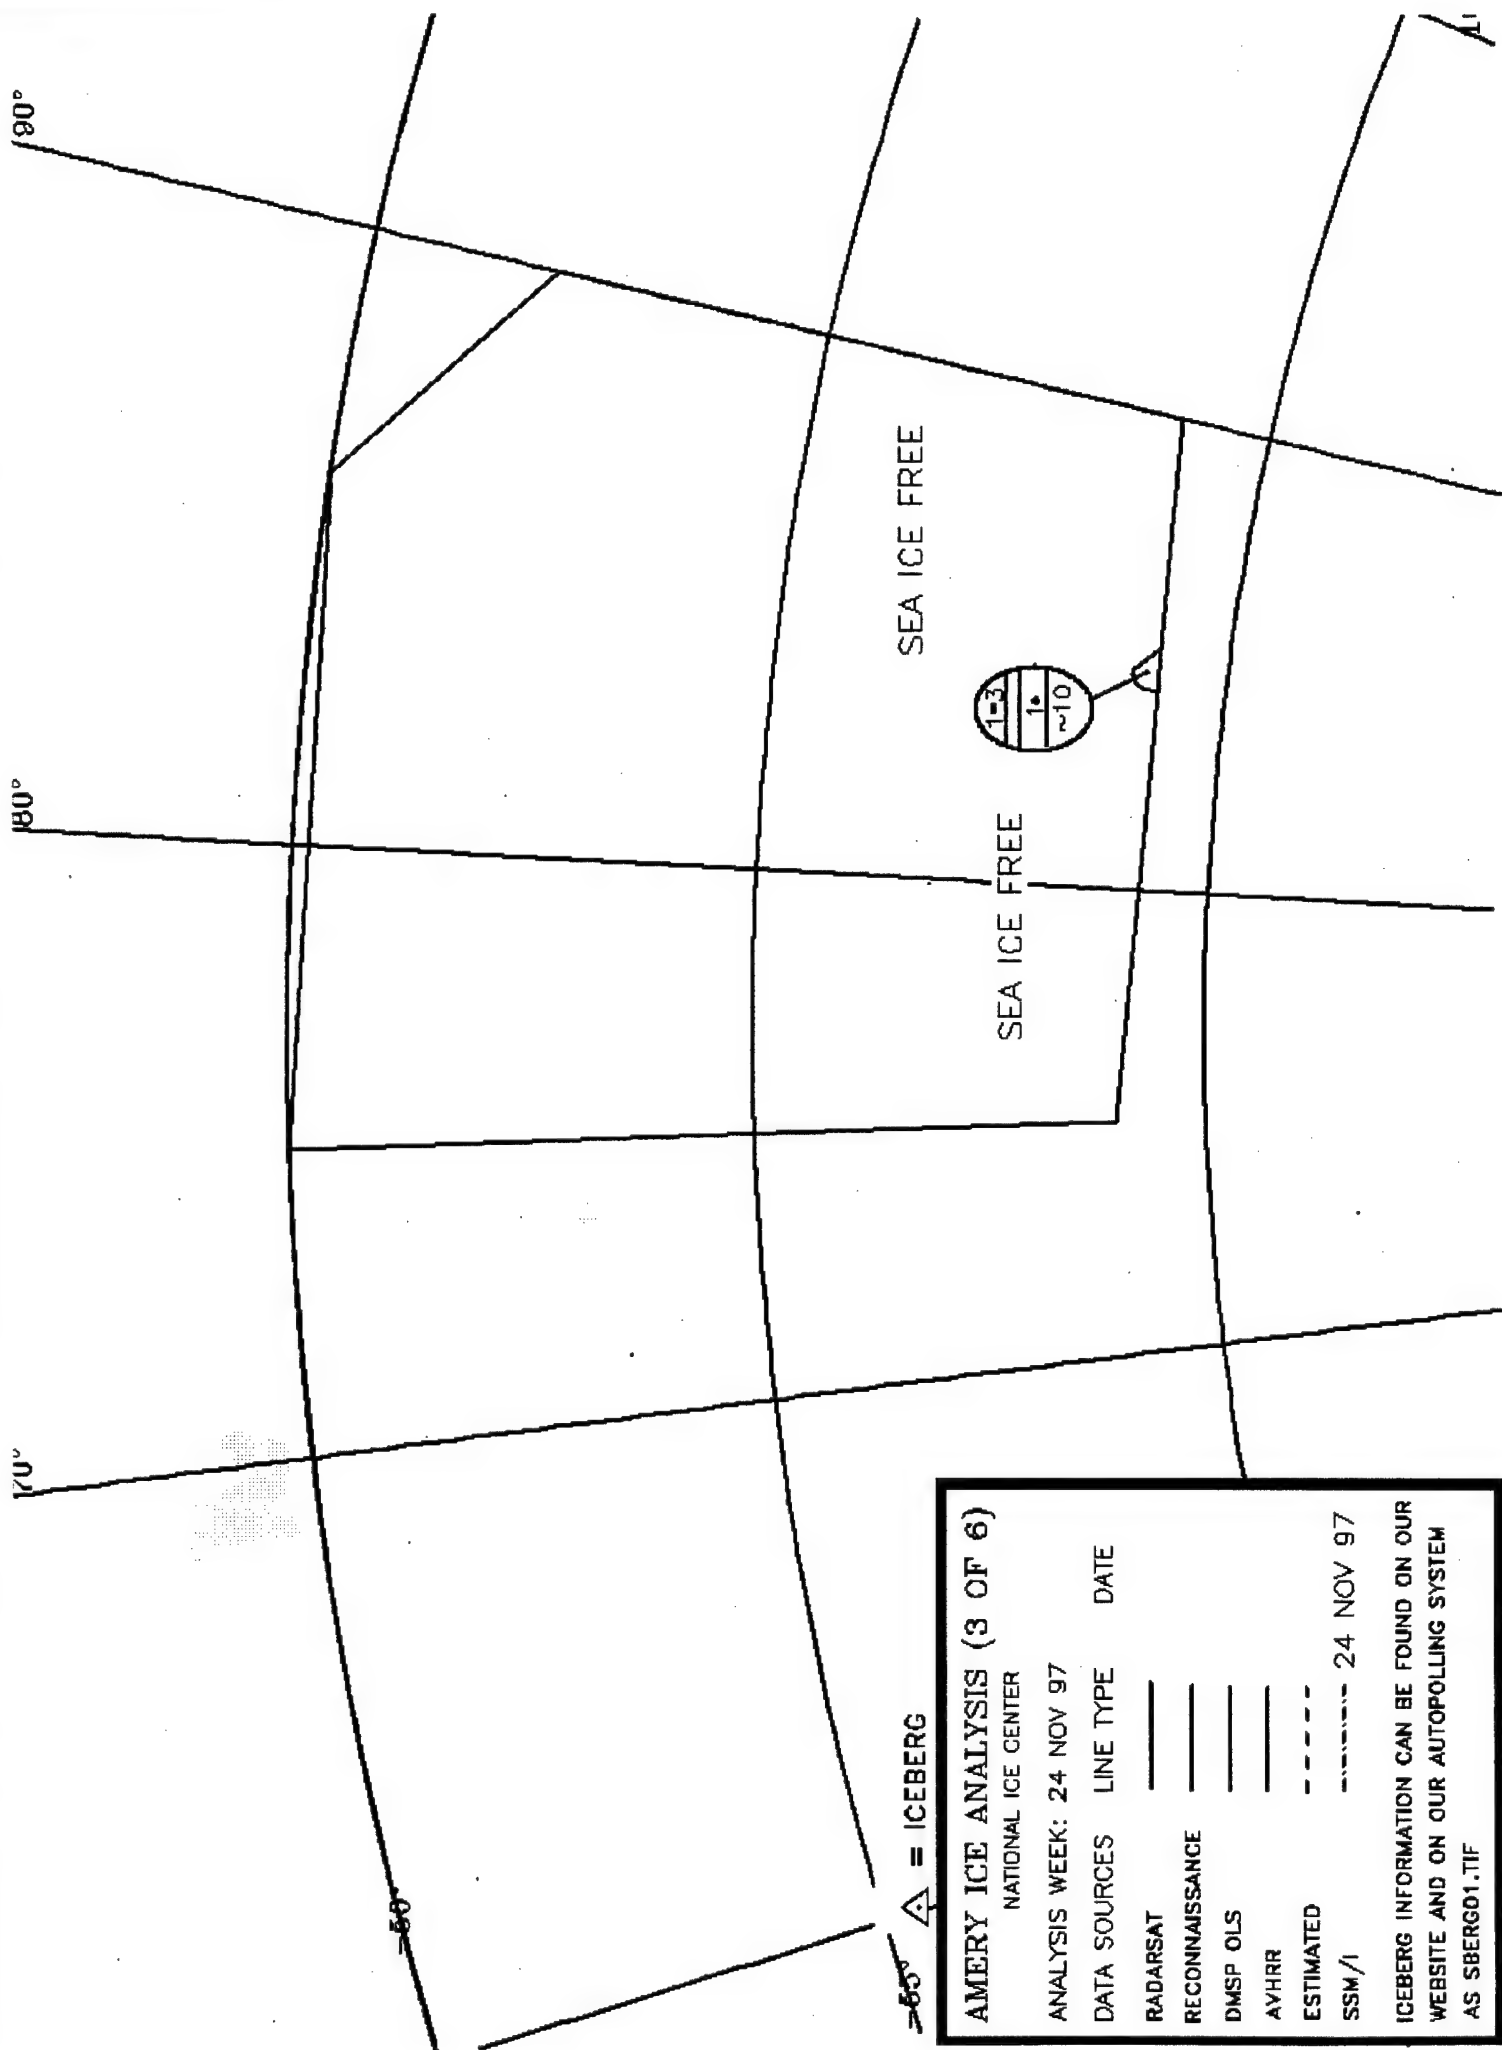 70°
80°
90°
-50°
-55°
SEA ICE FREE
SEA ICE FREE
1-3
1•
~10
= ICEBERG
AMERY ICE ANALYSIS (3 OF 6)
NATIONAL ICE CENTER
ANALYSIS WEEK: 24 NOV 97
DATA SOURCES LINE TYPE DATE
RADARSAT
RECONNAISSANCE
DMSP OLS
AVHRR
ESTIMATED
SSM/I 24 NOV 97
ICEBERG INFORMATION CAN BE FOUND ON OUR
WEBSITE AND ON OUR AUTOPOLLING SYSTEM
AS SBERG01.TIF